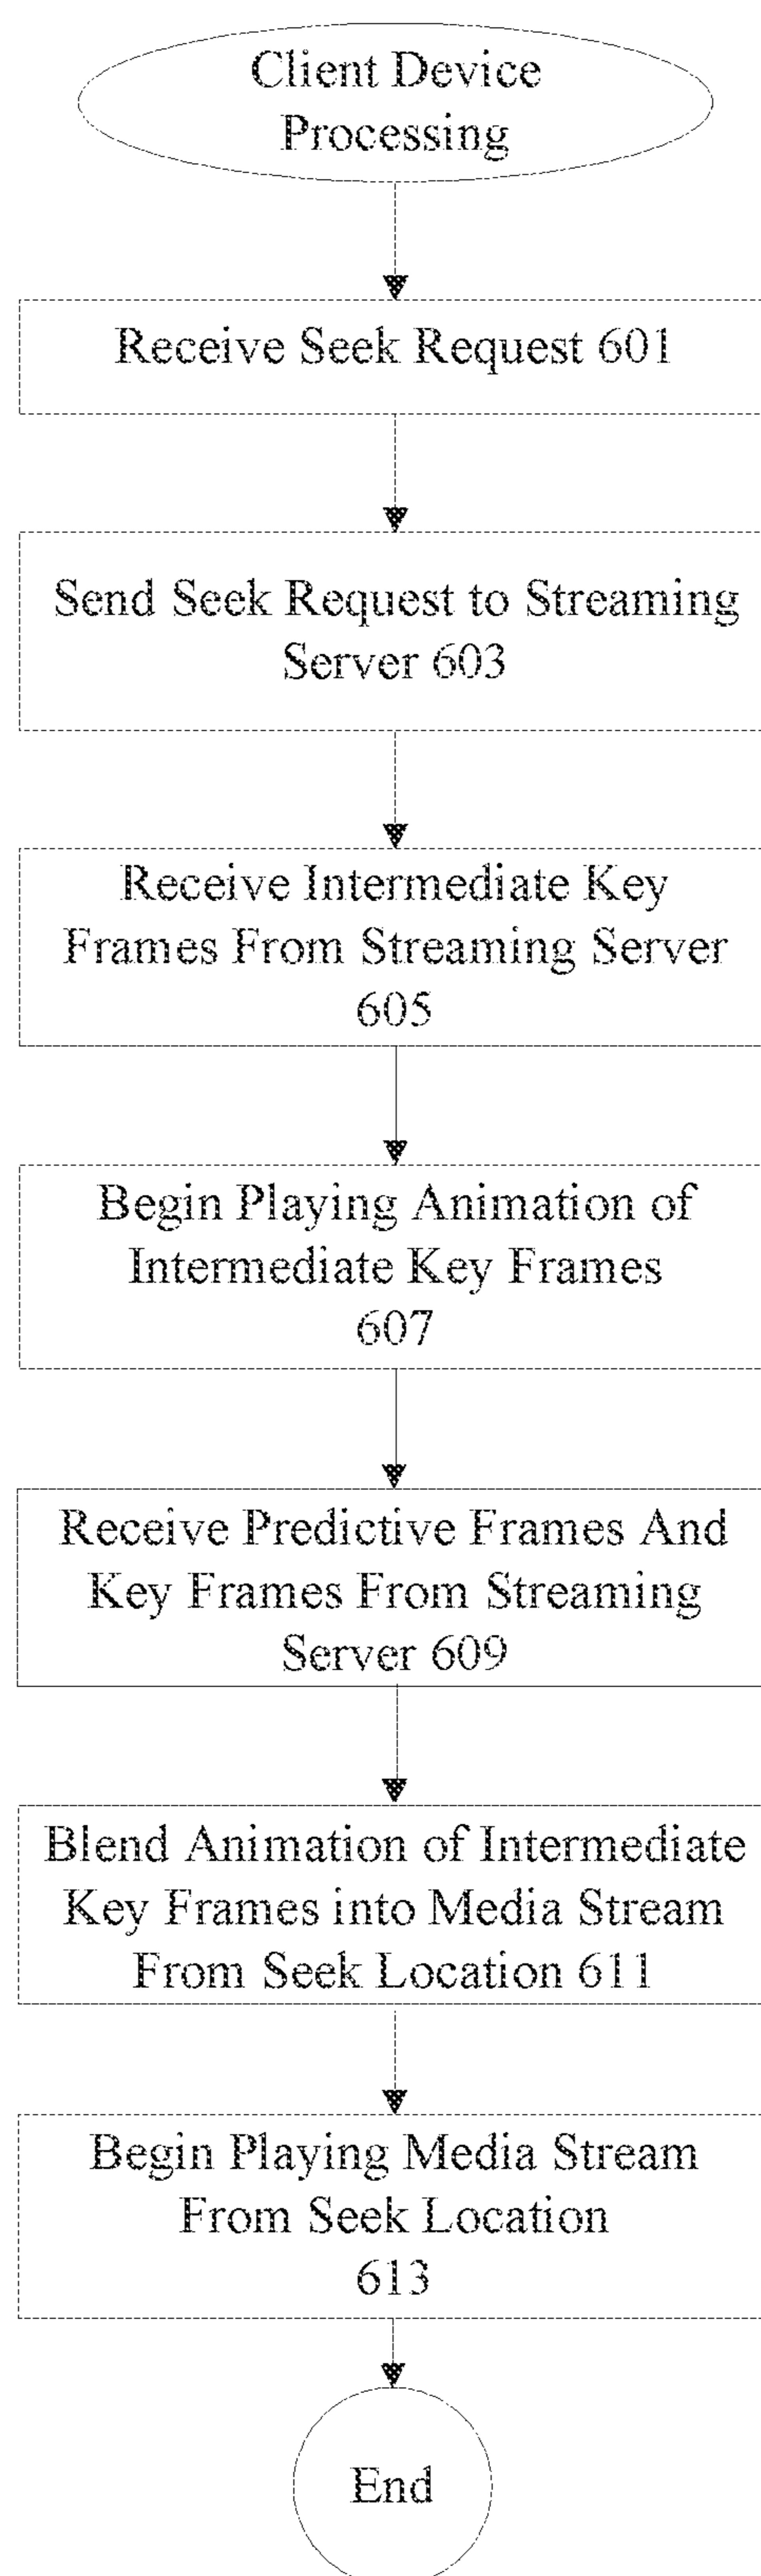 Client Device
Processing
Receive Seek Request 601
Send Seek Request to Streaming
Server 603
Receive Intermediate Key
Frames From Streaming Server
605
Begin Playing Animation of
Intermediate Key Frames
607
Receive Predictive Frames And
Key Frames From Streaming
Server 609
Blend Animation of Intermediate
Key Frames into Media Stream
From Seek Location 611
Begin Playing Media Stream
From Seek Location
613
End